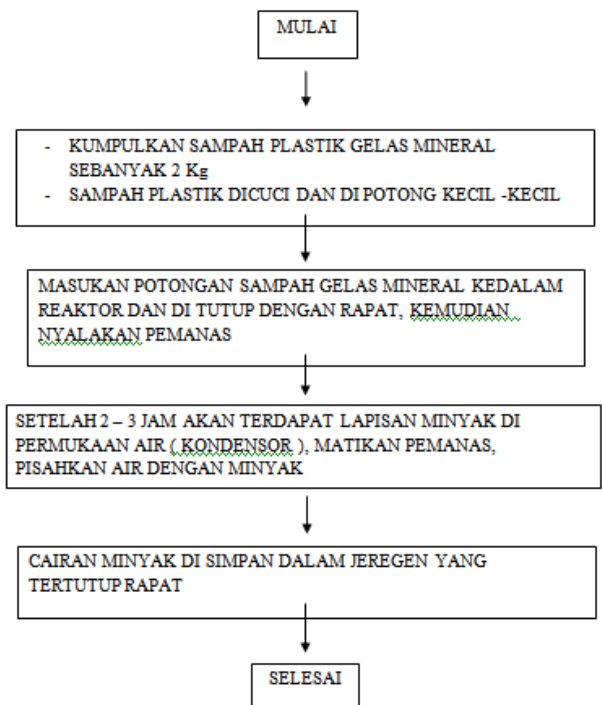 MULAI
- KUMPULKAN SAMPAH PLASTIK GELAS MINERAL
SEBANYAK 2 Kg
- SAMPAH PLASTIK DICUCI DAN DI POTONG KECIL -KECIL
MASUKAN POTONGAN SAMPAH GELAS MINERAL KEDALAM
REAKTOR DAN DI TUTUP DENGAN RAPAT, KEMUDIAN
NYALAKAN PEMANAS
SETELAH 2 – 3 JAM AKAN TERDAPAT LAPISAN MINYAK DI
PERMUKAAN AIR ( KONDENSOR ), MATIKAN PEMANAS,
PISAHKAN AIR DENGAN MINYAK
CAIRAN MINYAK DI SIMPAN DALAM JEREGEN YANG
TERTUTUP RAPAT
SELESAI